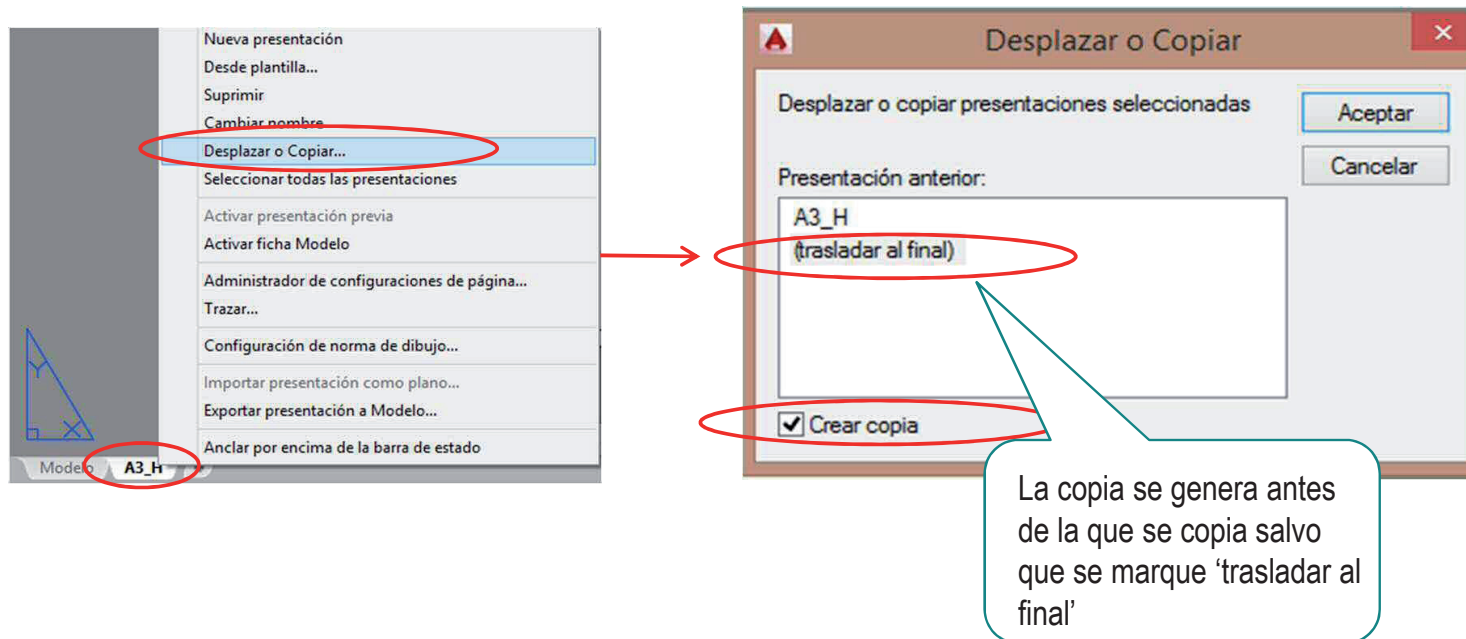 Nueva presentación
Desde plantilla...
Suprimir
Cambiar nombre
Desplazar o Copiar...
Seleccionar todas las presentaciones
Activar presentación previa
Activar ficha Modelo
Administrador de configuraciones de página...
Trazar...
Configuración de norma de dibujo...
Importar presentación como plano...
Exportar presentación a Modelo...
Anclar por encima de la barra de estado
Y
X
Modelo
A3_H
Desplazar o Copiar
Desplazar o copiar presentaciones seleccionadas
Aceptar
Cancelar
Presentación anterior:
A3_H
(trasladar al final)
Crear copia
La copia se genera antes
de la que se copia salvo
que se marque ‘trasladar al
final’